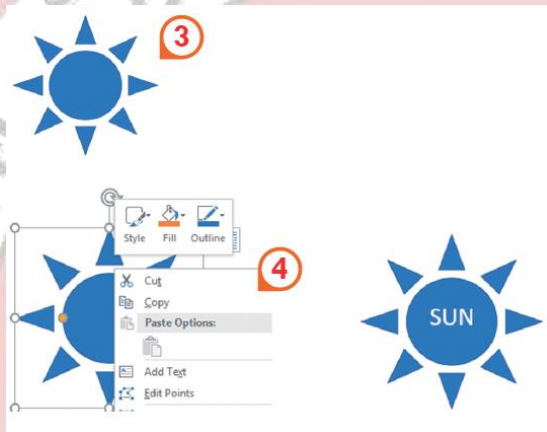 3
Style Fill Outline
4
Cut
Copy
Paste Options:
SUN
Add Text
Edit Points